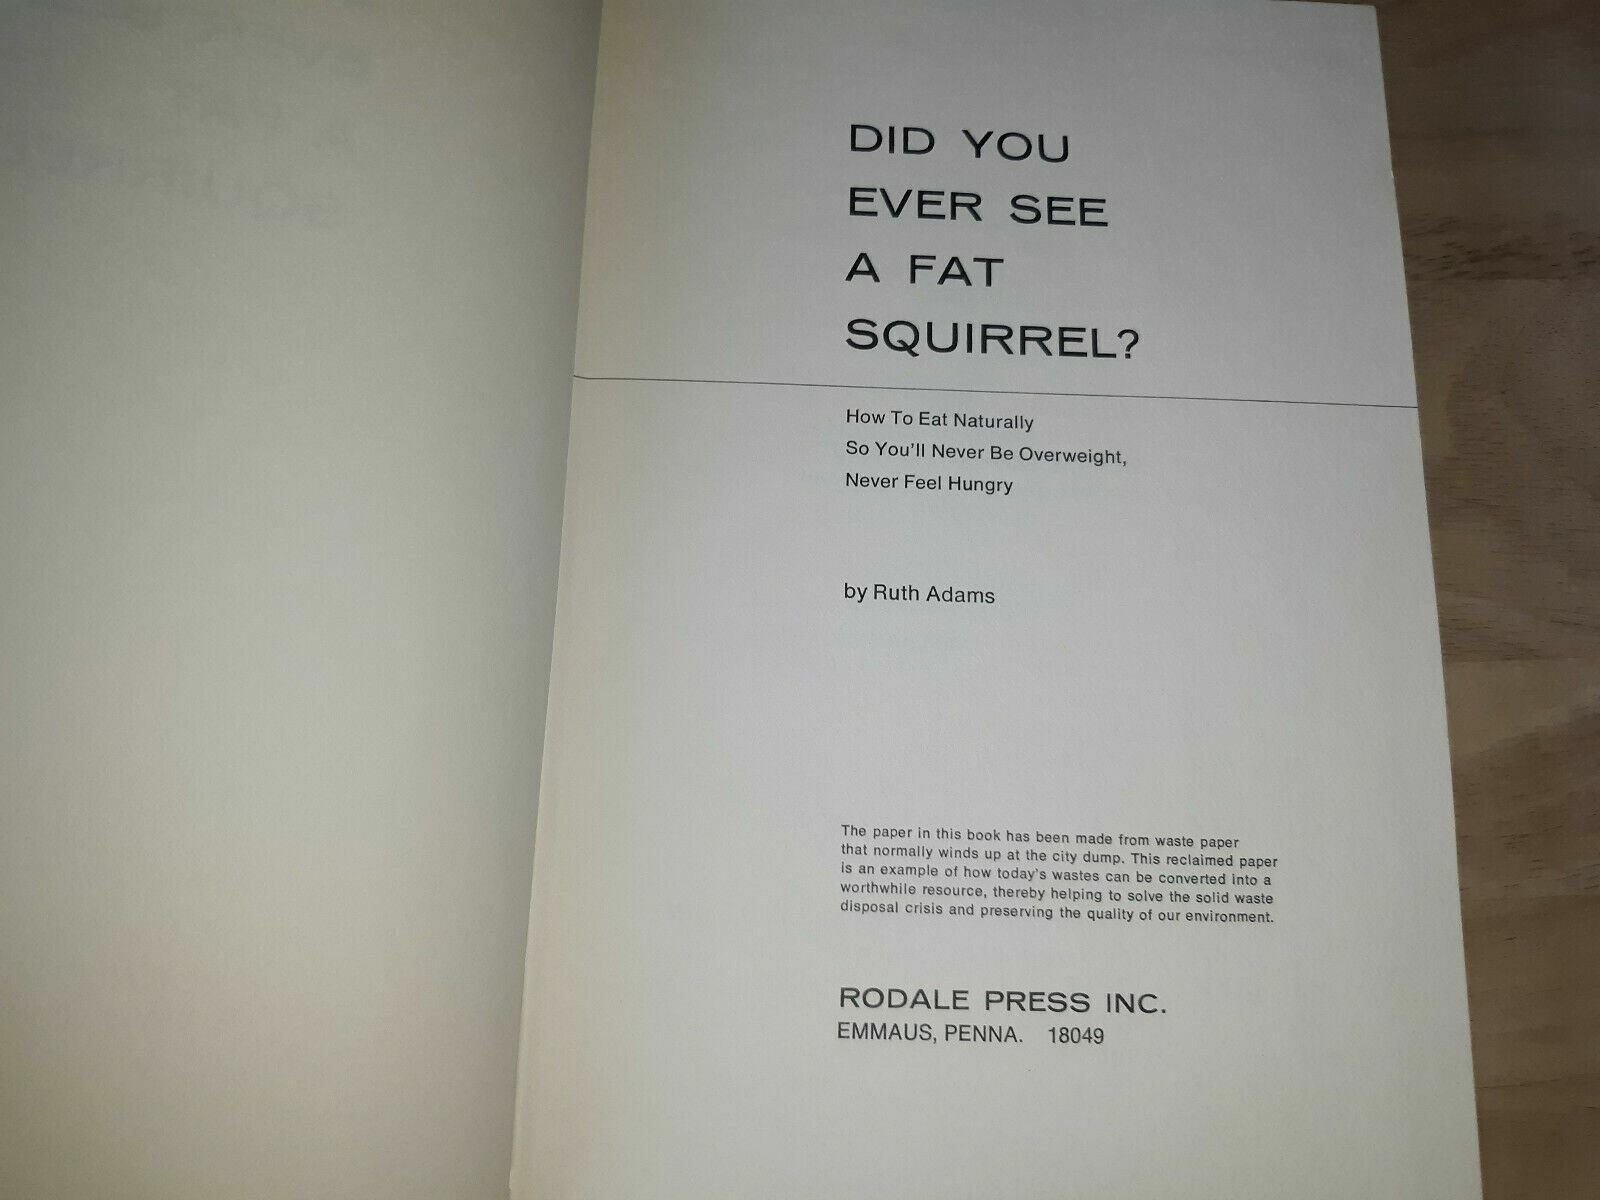 DID YOU
EVER SEE
A FAT
SQUIRREL?
How To Eat Naturally
So You'll Never Be Overweight,
Never Feel Hungry
by Ruth Adams
The paper in this book has been made from waste paper
that normally winds up at the city dump. This reclaimed paper
is an example of how today's wastes can be converted into a
worthwhile resource, thereby helping to solve the solid waste
disposal crisis and preserving the quality of our environment.
RODALE PRESS INC.
EMMAUS, PENNA. 18049